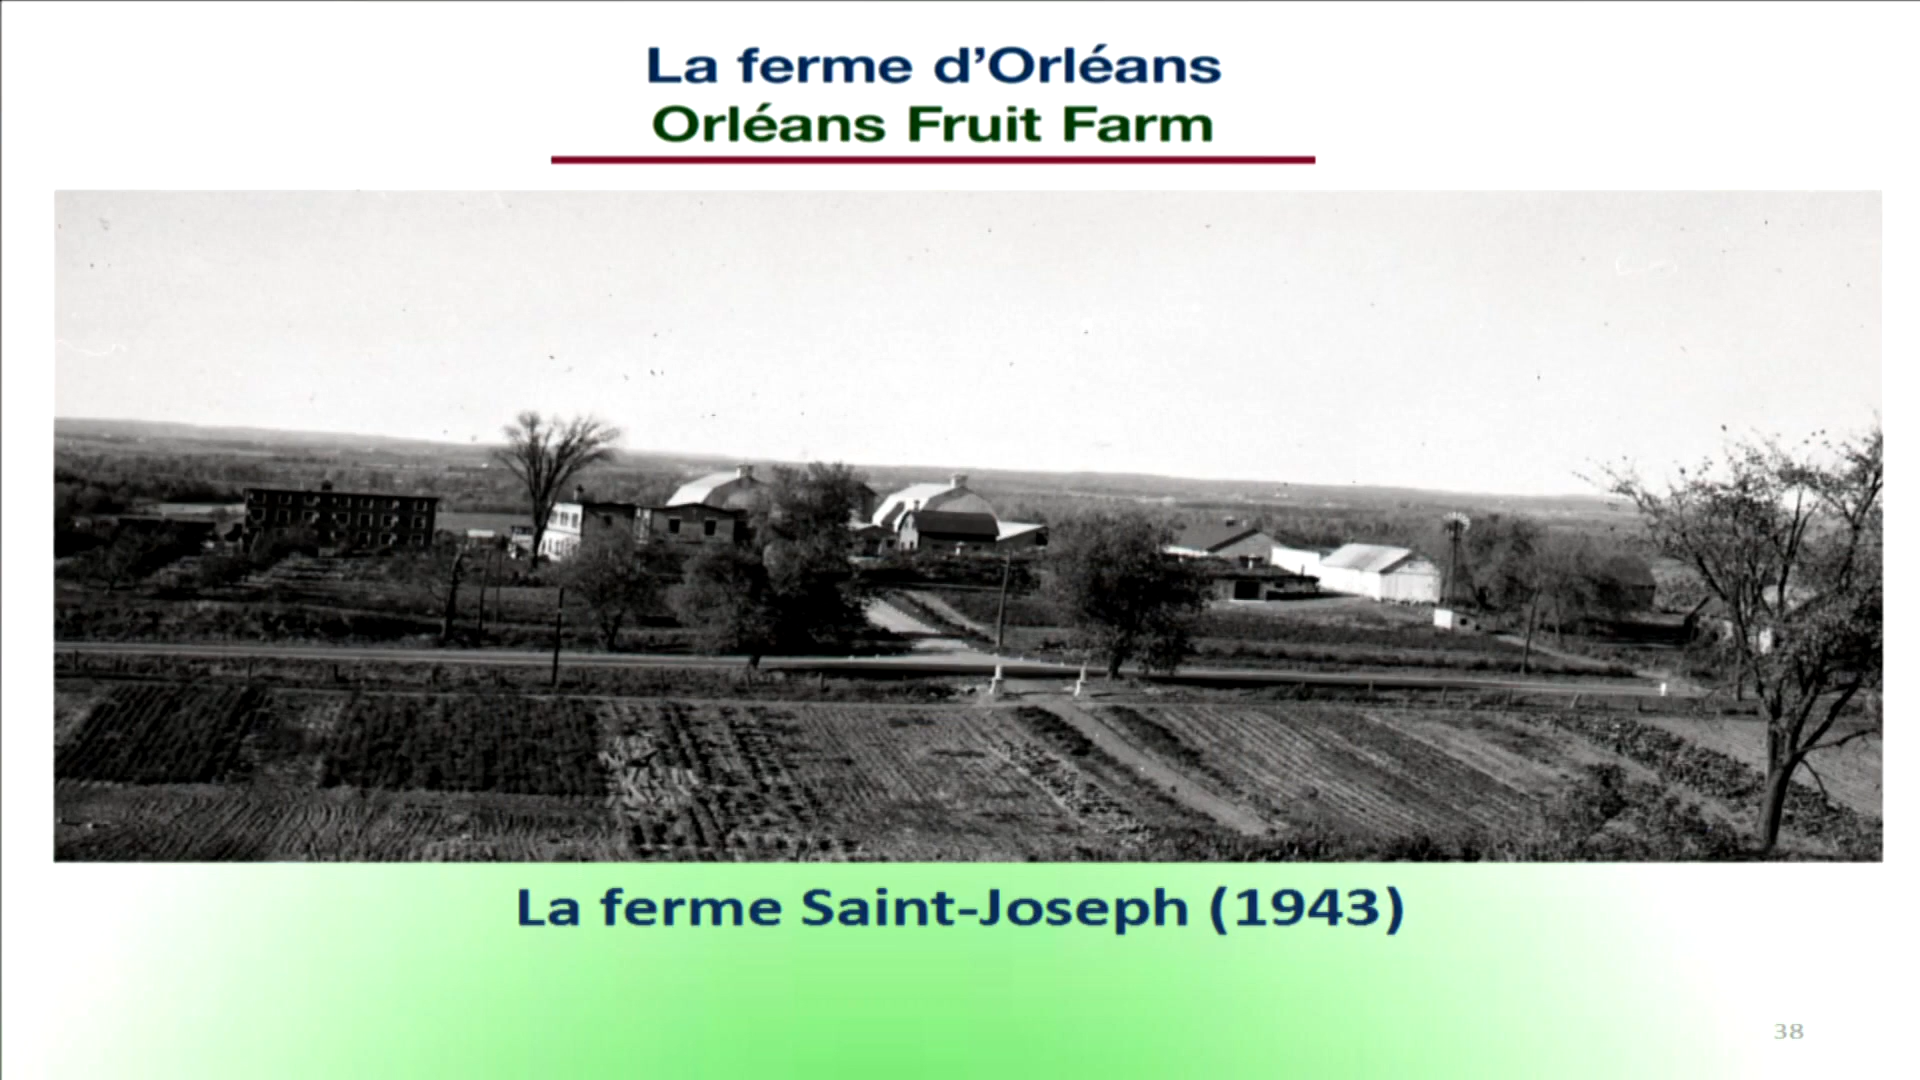 La ferme d’Orléans
Orléans Fruit Farm
La ferme Saint-Joseph (1943)
38